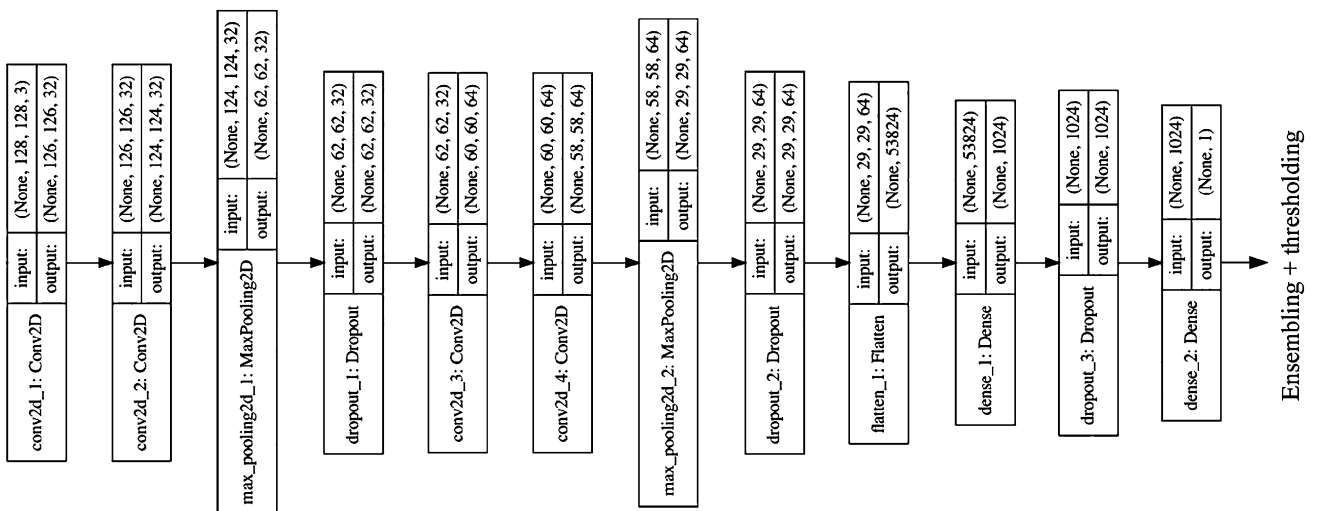 conv2d_1: Conv2D
input:
(None, 128, 128, 3)
output:
(None, 126, 126, 32)
conv2d_2: Conv2D
input:
(None, 126, 126, 32)
output:
(None, 124, 124, 32)
max_pooling2d_1: MaxPooling2D
input:
(None, 124, 124, 32)
output:
(None, 62, 62, 32)
dropout_1: Dropout
input:
(None, 62, 62, 32)
output:
(None, 62, 62, 32)
conv2d_3: Conv2D
input:
(None, 62, 62, 32)
output:
(None, 60, 60, 64)
conv2d_4: Conv2D
input:
(None, 60, 60, 64)
output:
(None, 58, 58, 64)
max_pooling2d_2: MaxPooling2D
input:
(None, 58, 58, 64)
output:
(None, 29, 29, 64)
dropout_2: Dropout
input:
(None, 29, 29, 64)
output:
(None, 29, 29, 64)
flatten_1: Flatten
input:
(None, 29, 29, 64)
output:
(None, 53824)
dense_1: Dense
input:
(None, 53824)
output:
(None, 1024)
dropout_3: Dropout
input:
(None, 1024)
output:
(None, 1024)
dense_2: Dense
input:
(None, 1024)
output:
(None, 1)
Ensembling + thresholding